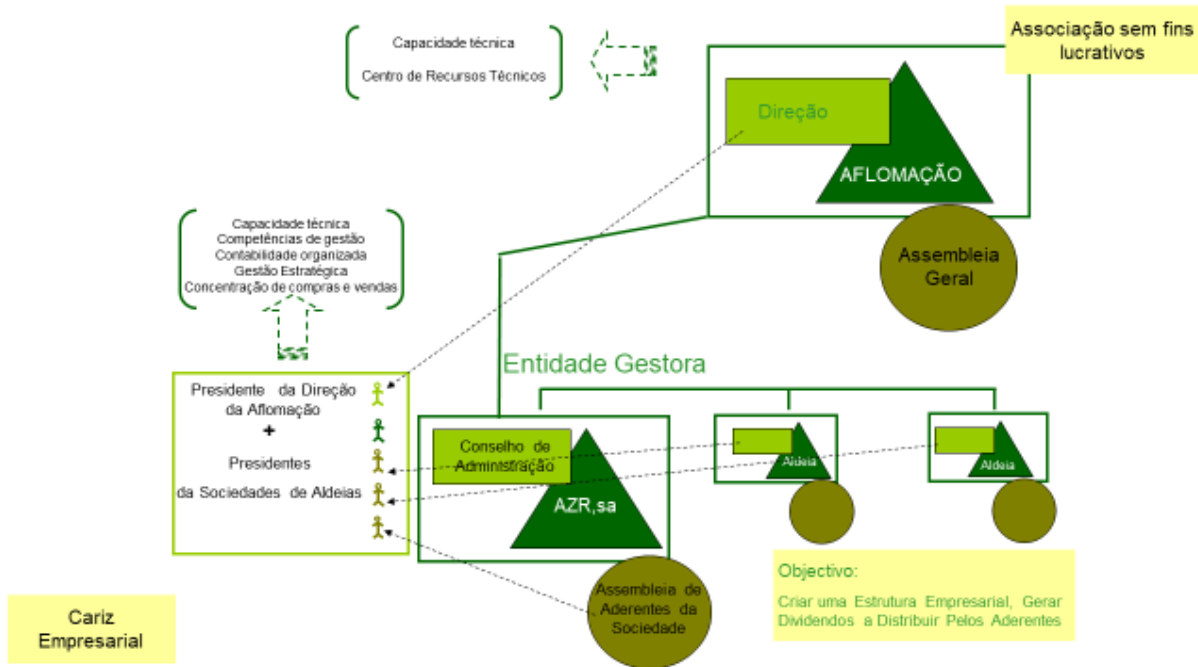 Associação sem fins
lucrativos
Capacidade técnica
Centro de Recursos Técnicos
Direção
AFLOMAÇÃO
Assembleia
Geral
Capacidade técnica
Competências de gestão
Contabilidade organizada
Gestão Estratégica
Concentração de compras e vendas
Entidade Gestora
Presidente da Direção
da Aflomação
+
Presidentes
da Sociedades de Aldeias
Conselho de
Administração
AZR,sa
Aldeia
Aldeia
Assembleia de
Aderentes da
Sociedade
Objectivo:
Criar uma Estrutura Empresarial, Gerar
Dividendos a Distribuir Pelos Aderentes
Cariz
Empresarial